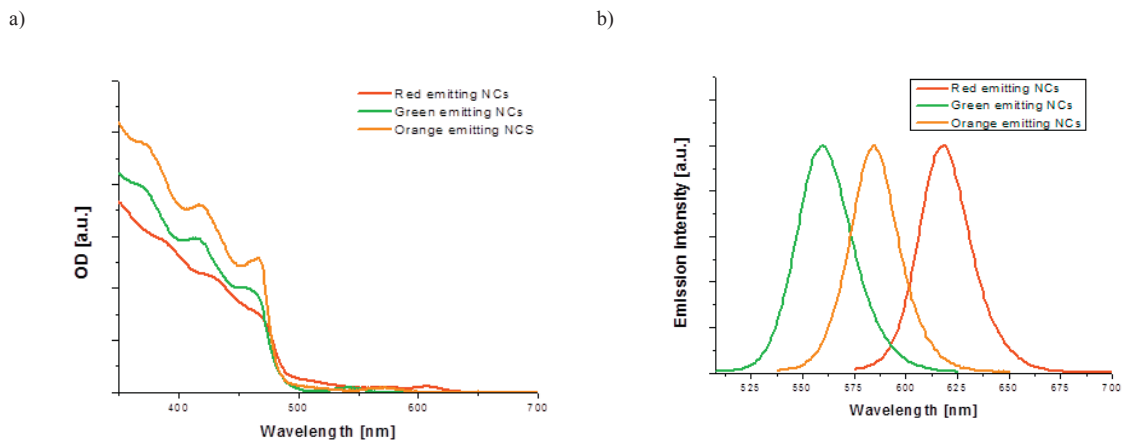 a)
b)
Red emitting NCs
Green emitting NCs
Orange emitting NCS
OD [a.u.]
400
500
600
700
Wavelength [nm]
Red emitting NCs
Green emitting NCs
Orange emitting NCs
Emission intensity [a.u.]
525
550
575
600
625
650
675
700
Wavelength [nm]